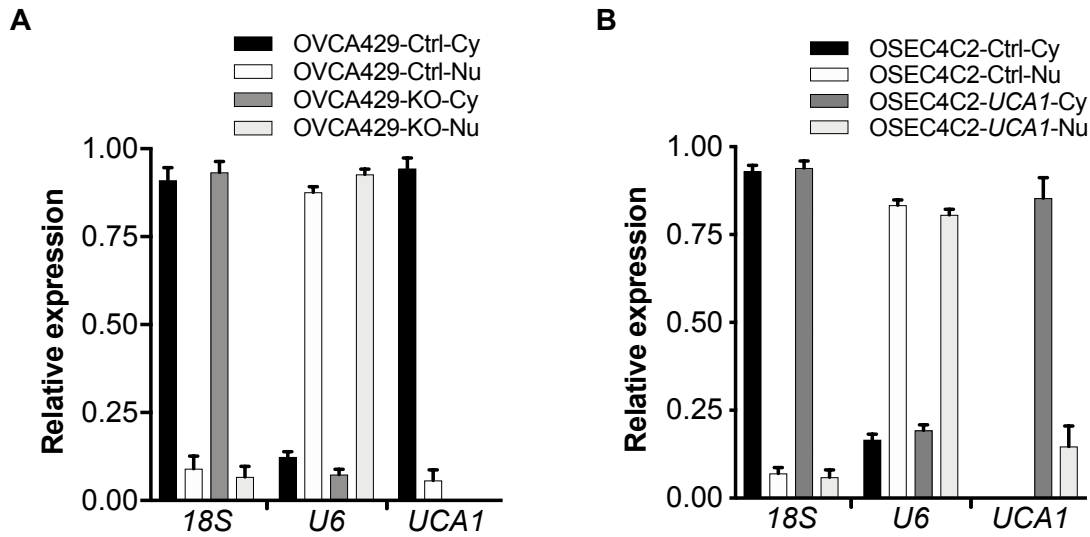 A
OVCA429-Ctrl-Cy
OVCA429-Ctrl-Nu
OVCA429-KO-Cy
OVCA429-KO-Nu
Relative expression
1.00
0.75
0.50
0.25
0.00
18S
U6
UCA1
B
OSEC4C2-Ctrl-Cy
OSEC4C2-Ctrl-Nu
OSEC4C2-UCA1-Cy
OSEC4C2-UCA1-Nu
Relative expression
1.00
0.75
0.50
0.25
0.00
18S
U6
UCA1